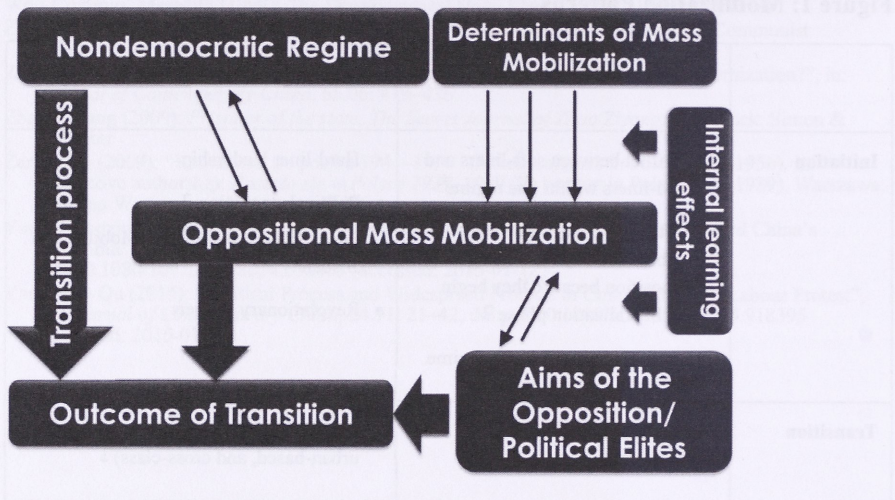 Nondemocratic Regime
Determinants of Mass
Mobilization
Transition process
Internal learning
effects
Oppositional Mass Mobilization
Outcome of Transition
Aims of the
Opposition/
Political Elites